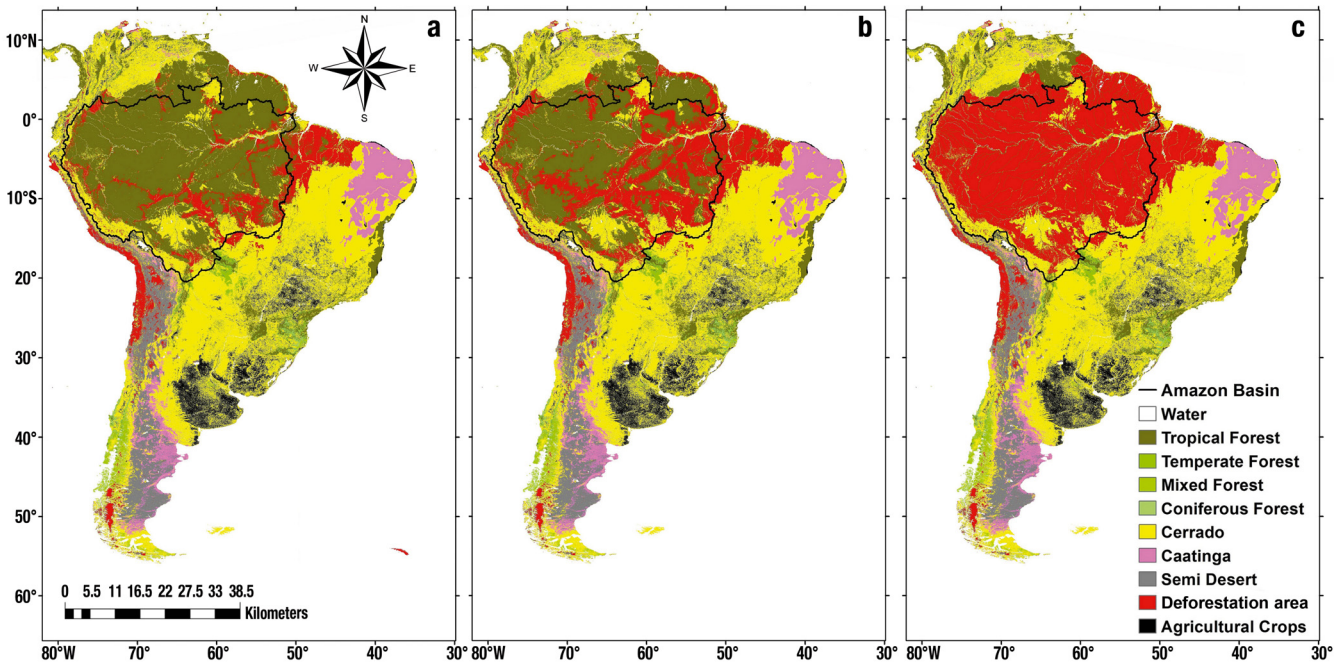 a
b
c
N
W
E
S
10°N
0°
10°S
20°
30°
40°
50°
60°
Amazon Basin
Water
Tropical Forest
Temperate Forest
Mixed Forest
Coniferous Forest
Cerrado
Caatinga
Semi Desert
Deforestation area
Agricultural Crops
0 5.5 11 16.5 22 27.5 33 38.5
Kilometers
80°W 70° 60° 50° 40° 30°
80°W 70° 60° 50° 40° 30°
80°W 70° 60° 50° 40° 30°